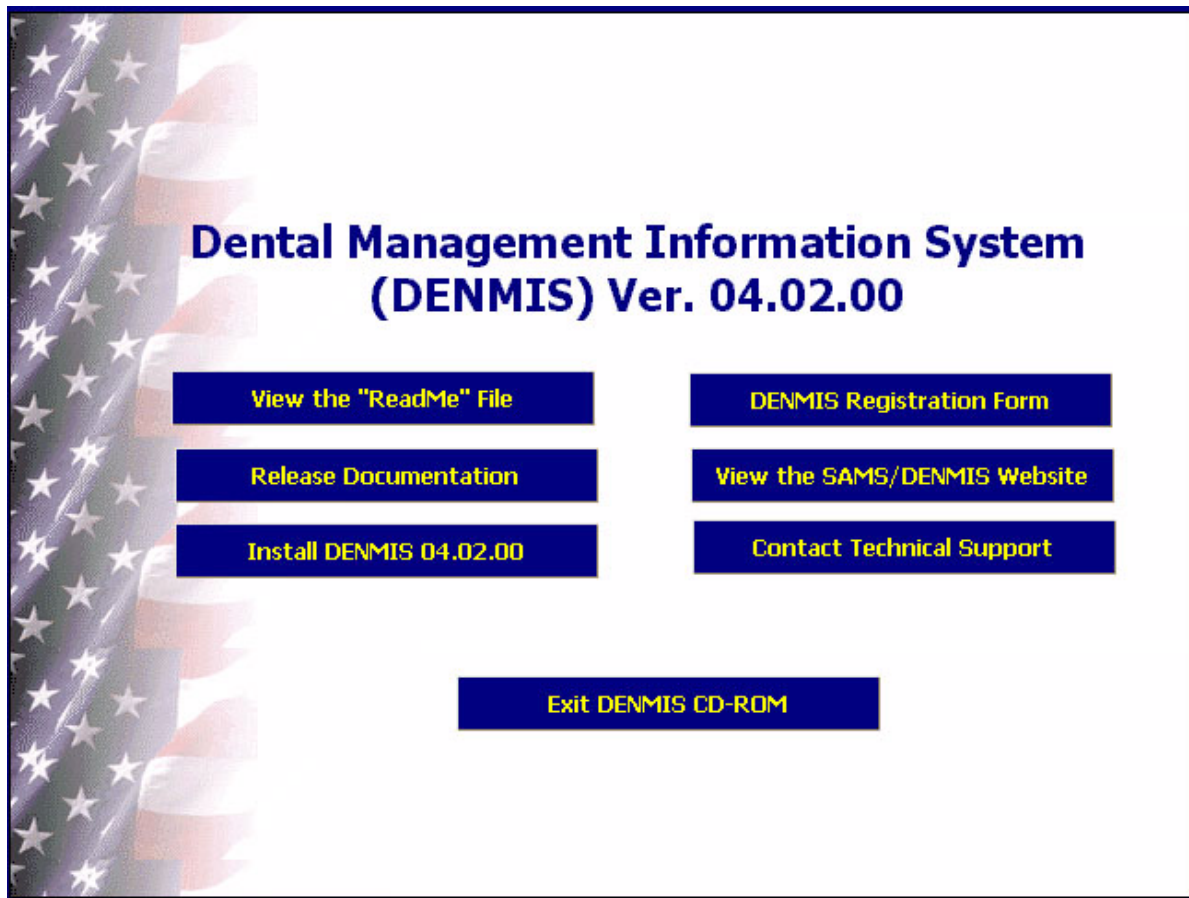 Dental Management Information System
(DENMIS) Ver. 04.02.00
View the "ReadMe" File
DENMIS Registration Form
Release Documentation
View the SAMS/DENMIS Website
Install DENMIS 04.02.00
Contact Technical Support
Exit DENMIS CD-ROM